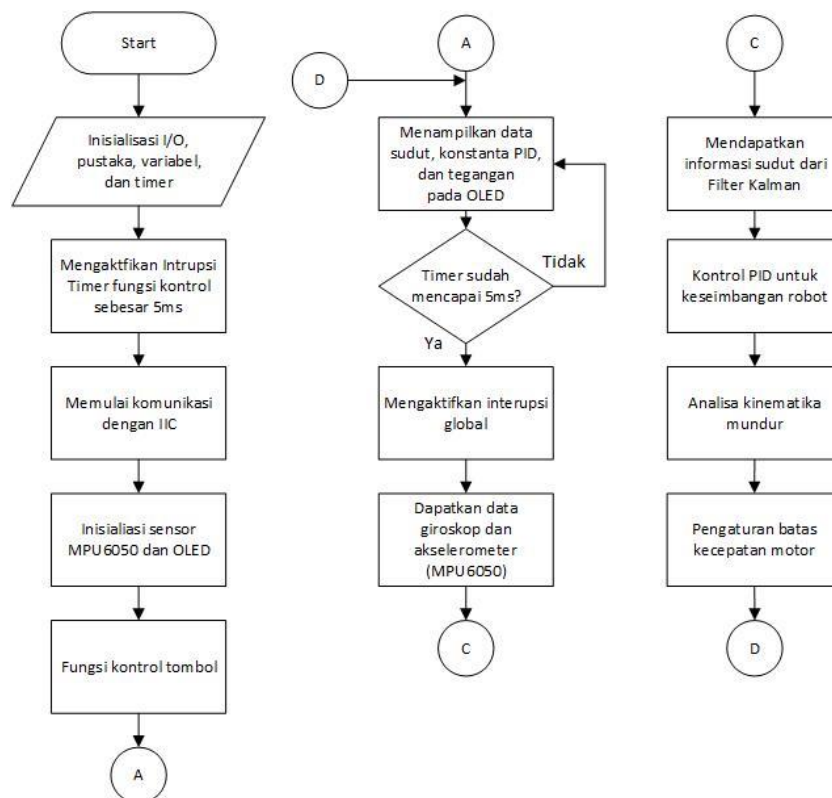 Start
Inisialisasi I/O,
pustaka, variabel,
dan timer
Mengaktfikan Intrupsi
Timer fungsi kontrol
sebesar 5ms
Memulai komunikasi
dengan IIC
Inisialiasi sensor
MPU6050 dan OLED
Fungsi kontrol tombol
A
A
D
Menampilkan data
sudut, konstanta PID,
dan tegangan
pada OLED
Timer sudah
mencapai 5ms?
Tidak
Ya
Mengaktifkan interupsi
global
Dapatkan data
giroskop dan
akselerometer
(MPU6050)
C
C
Mendapatkan
informasi sudut dari
Filter Kalman
Kontrol PID untuk
keseimbangan robot
Analisa kinematika
mundur
Pengaturan batas
kecepatan motor
D